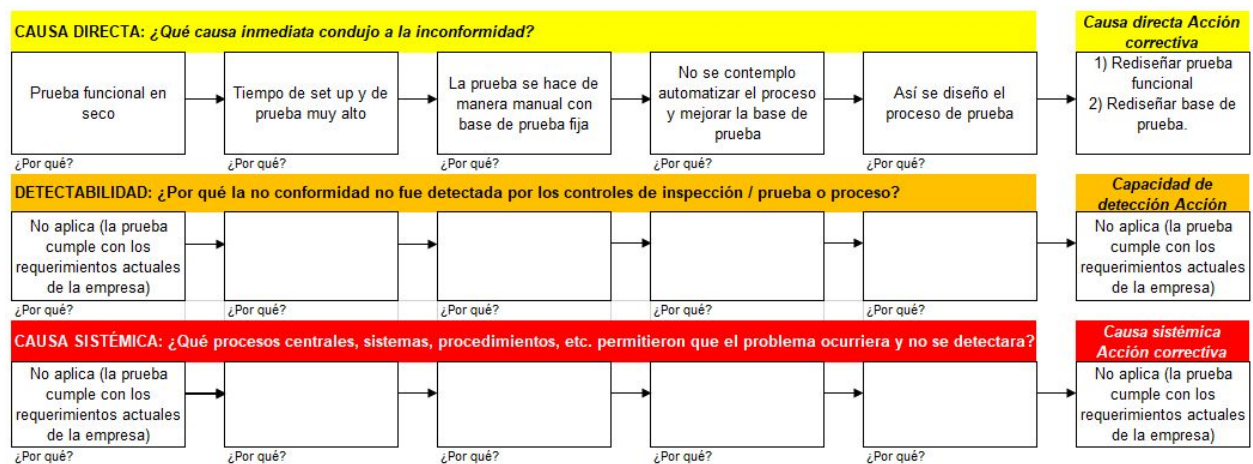 CAUSA DIRECTA: ¿Qué causa inmediata condujo a la inconformidad?
Causa directa Acción
correctiva
Prueba funcional en
seco
Tiempo de set up y de
prueba muy alto
La prueba se hace de
manera manual con
base de prueba fija
No se contemplo
automatizar el proceso
y mejorar la base de
prueba
Así se diseño el
proceso de prueba
1) Rediseñar prueba
funcional
2) Rediseñar base de
prueba.
¿Por qué?
¿Por qué?
¿Por qué?
¿Por qué?
¿Por qué?
DETECTABILIDAD: ¿Por qué la no conformidad no fue detectada por los controles de inspección / prueba o proceso?
Capacidad de
detección Acción
No aplica (la prueba
cumple con los
requerimientos actuales
de la empresa)
No aplica (la prueba
cumple con los
requerimientos actuales
de la empresa)
¿Por qué?
¿Por qué?
¿Por qué?
¿Por qué?
¿Por qué?
CAUSA SISTÉMICA: ¿Qué procesos centrales, sistemas, procedimientos, etc. permitieron que el problema ocurriera y no se detectara?
Causa sistémica
Acción correctiva
No aplica (la prueba
cumple con los
requerimientos actuales
de la empresa)
No aplica (la prueba
cumple con los
requerimientos actuales
de la empresa)
¿Por qué?
¿Por qué?
¿Por qué?
¿Por qué?
¿Por qué?